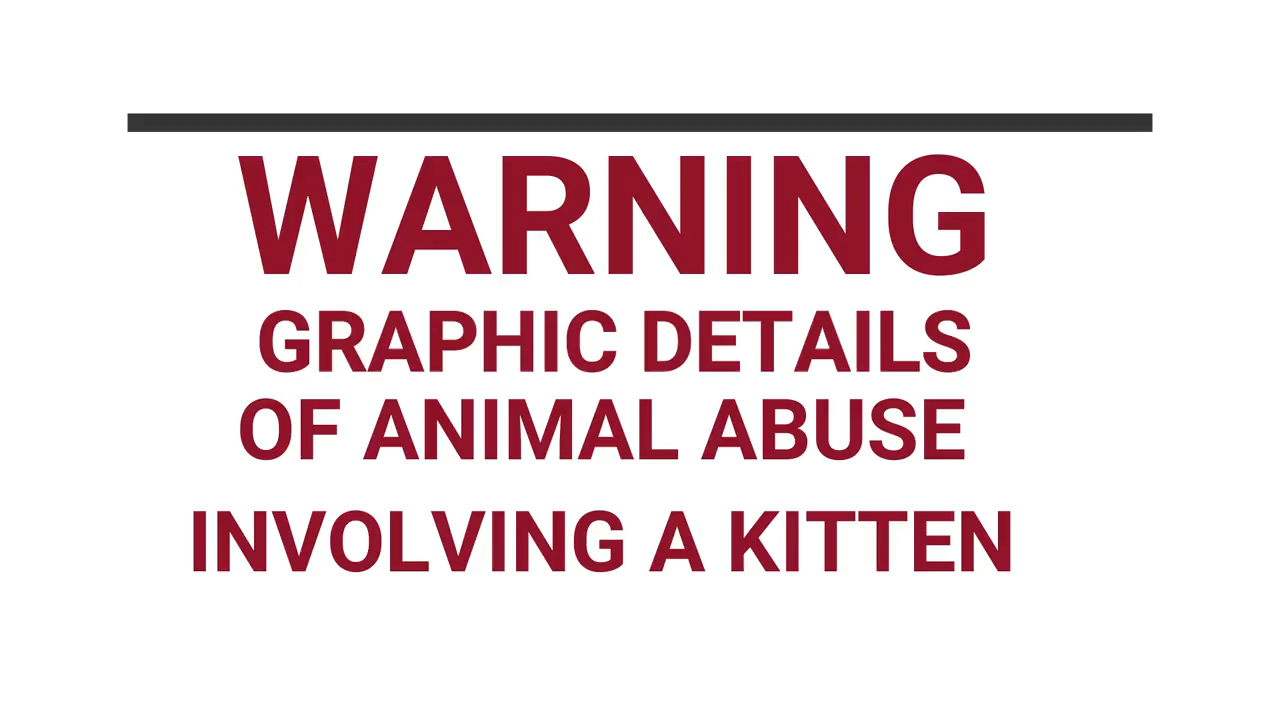 WARNING
GRAPHIC DETAILS
OF ANIMAL ABUSE
INVOLVING A KITTEN